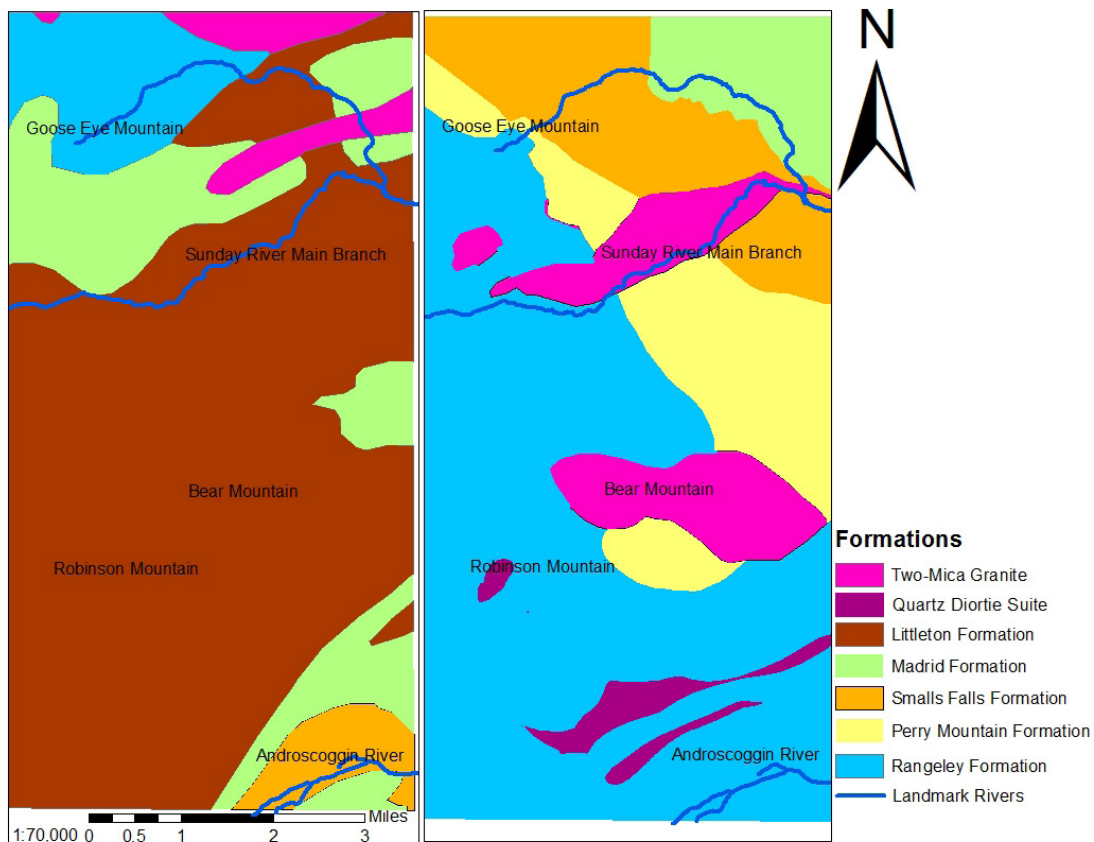 Goose Eye Mountain
Sunday River Main Branch
Bear Mountain
Robinson Mountain
Androscoggin River
1:70,000 0 0.5 1 2 3 Miles
Goose Eye Mountain
Sunday River Main Branch
Bear Mountain
Robinson Mountain
Androscoggin River
N
Formations
Two-Mica Granite
Quartz Diortie Suite
Littleton Formation
Madrid Formation
Smalls Falls Formation
Perry Mountain Formation
Rangeley Formation
Landmark Rivers